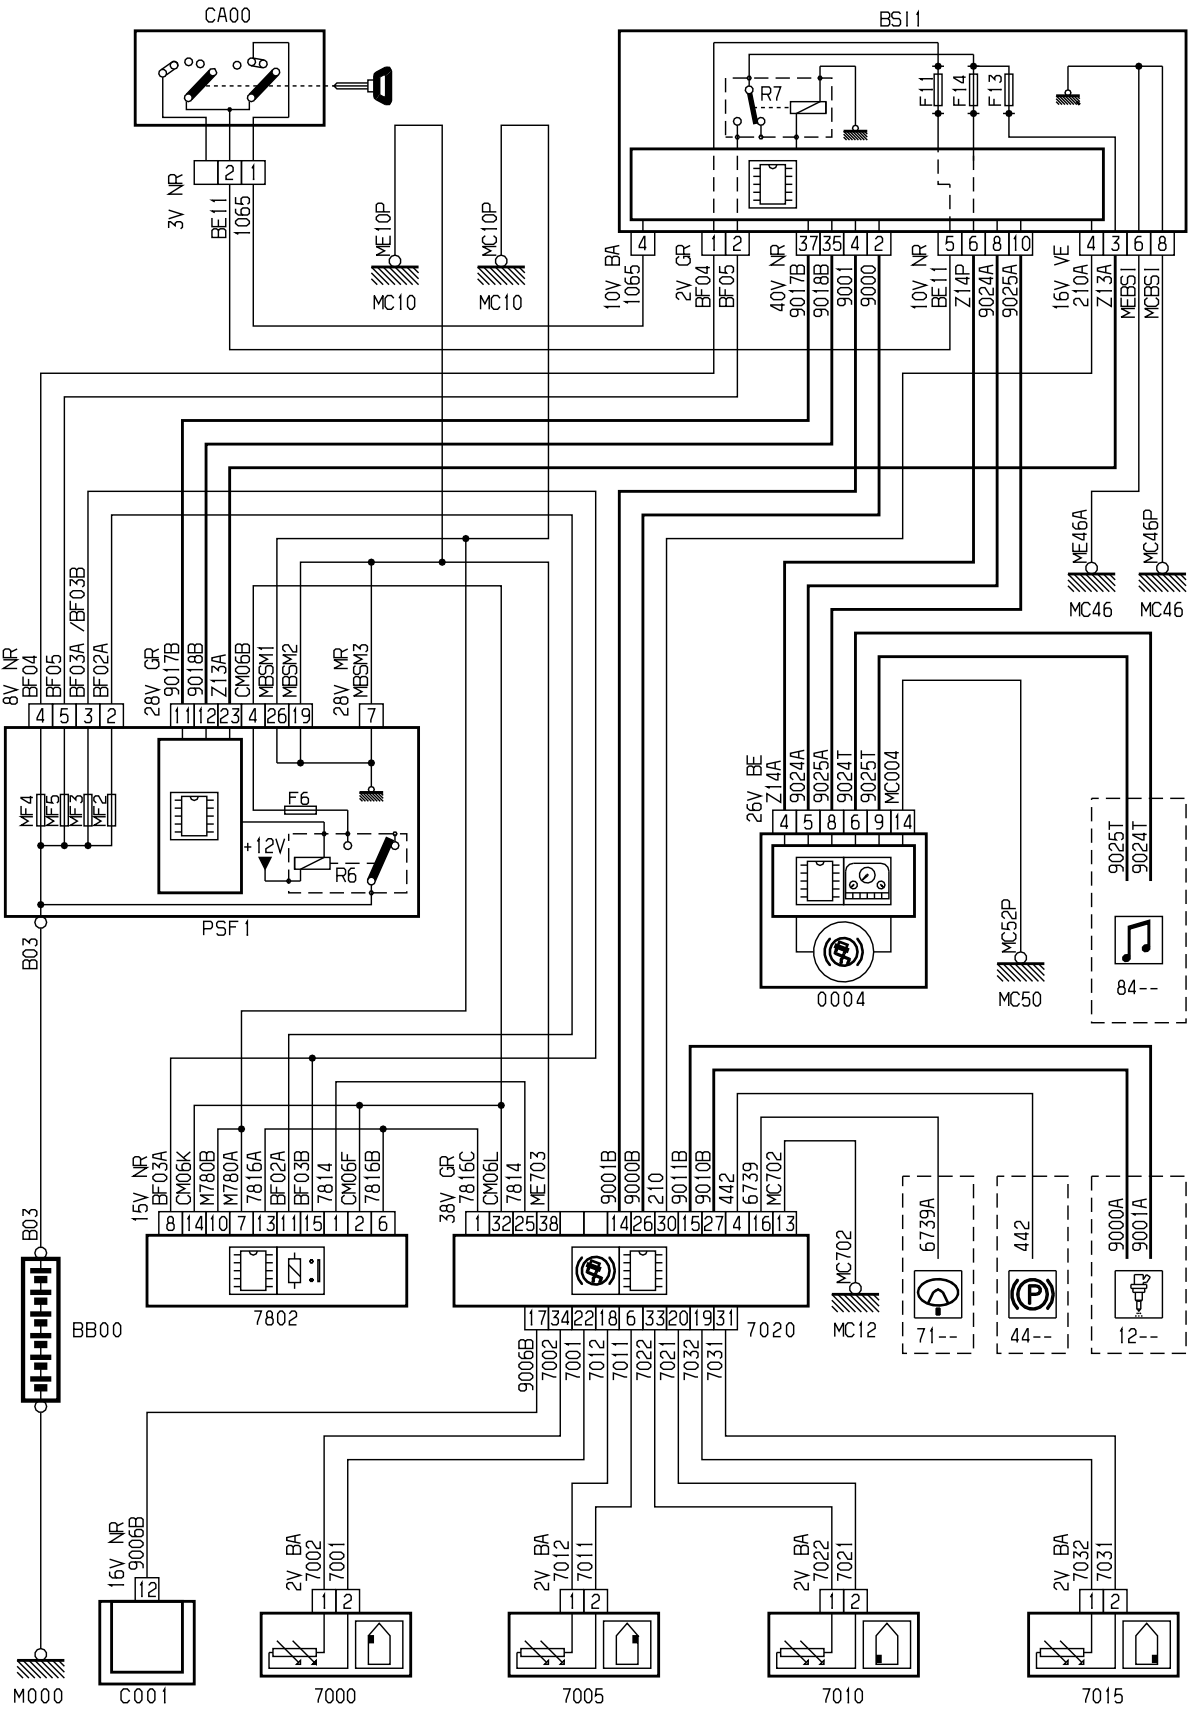 CA00
BSI1
R7
F11
F14
F13
2
1
3V NR
BE11
1065
ME10P
MC10
MC10P
MC10
4
1
2
37
35
4
2
5
6
8
10
4
3
6
8
10V BA
1065
2V GR
BF04
BF05
40V NR
9017B
9018B
9001
9000
10V NR
BE11
Z14P
9024A
9025A
16V VE
210A
Z13A
MEBSI
MCBSI
ME46A
MC46
MC46P
MC46
8V NR
BF04
BF05
BF03A /BF03B
BF02A
28V GR
9017B
9018B
Z13A
CM06B
MBSM1
MBSM2
28V MR
MBSM3
4
5
3
2
11
12
23
4
26
19
7
MF4
MF5
MF3
MF2
F6
+12V
R6
PSF1
B03
26V BE
Z14A
9024A
9025A
9024T
9025T
MC004
4
5
8
6
9
14
0004
MC52P
MC50
9025T
9024T
84--
15V NR
BF03A
CM06K
M780B
M780A
7816A
BF02A
BF03B
7814
CM06F
7816B
8
14
10
7
13
11
15
1
2
6
7802
38V GR
7816C
CM06L
7814
ME703
9001B
9000B
210
9011B
9010B
442
6739
MC702
1
32
25
38
14
26
30
15
27
4
16
13
17
34
22
18
6
33
20
19
31
7020
9006B
7002
7001
7012
7011
7022
7021
7032
7031
MC702
MC12
6739A
71--
442
P
44--
9000A
9001A
12--
B03
BB00
M000
16V NR
9006B
12
C001
2V BA
7002
7001
1
2
7000
2V BA
7012
7011
1
2
7005
2V BA
7022
7021
1
2
7010
2V BA
7032
7031
1
2
7015